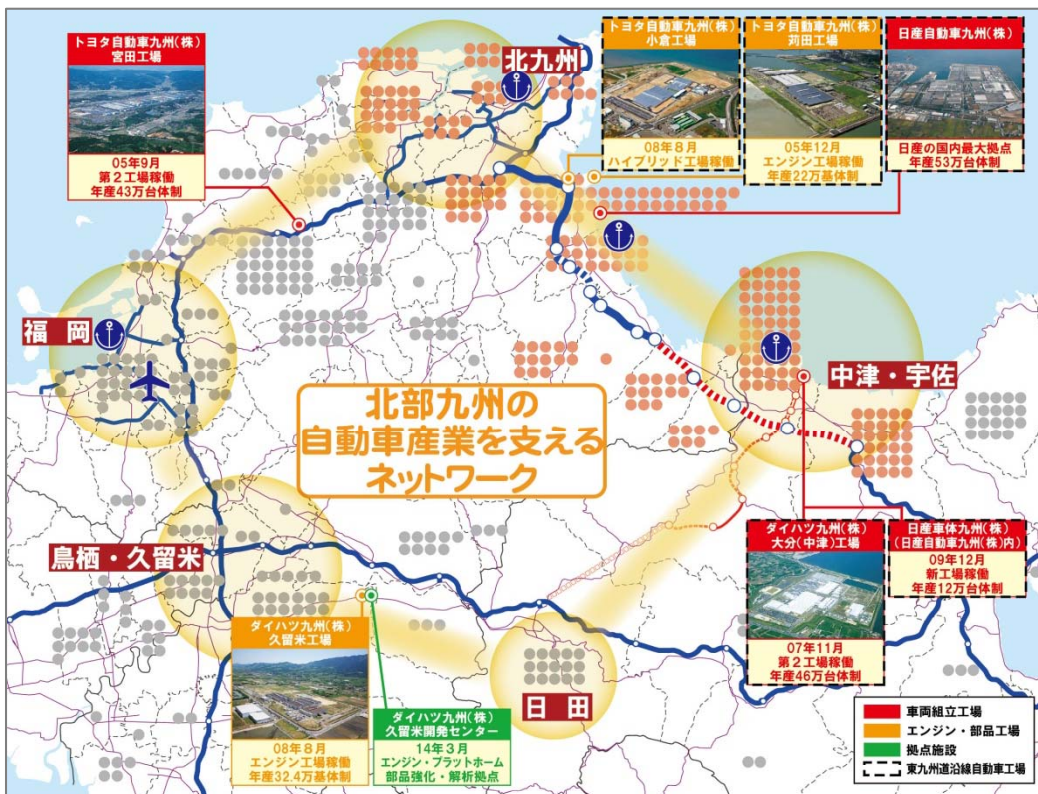 トヨタ自動車九州(株)
宮田工場
05年9月
第2工場稼働
年産43万台体制
北九州
トヨタ自動車九州(株)
小倉工場
08年8月
ハイブリッド工場稼働
トヨタ自動車九州(株)
苅田工場
05年12月
エンジン工場稼働
年産22万基体制
日産自動車九州(株)
日産の国内最大拠点
年産53万台体制
福岡
中津・宇佐
北部九州の
自動車産業を支える
ネットワーク
鳥栖・久留米
ダイハツ九州(株)
大分(中津)工場
07年11月
第2工場稼働
年産46万台体制
日産車体九州(株)
(日産自動車九州(株)内)
09年12月
新工場稼働
年産12万台体制
ダイハツ九州(株)
久留米工場
08年8月
エンジン工場稼働
年産32.4万基体制
ダイハツ九州(株)
久留米開発センター
14年3月
エンジン・プラットホーム
部品強化・解析拠点
日田
車両組立工場
エンジン・部品工場
拠点施設
東九州道沿線自動車工場